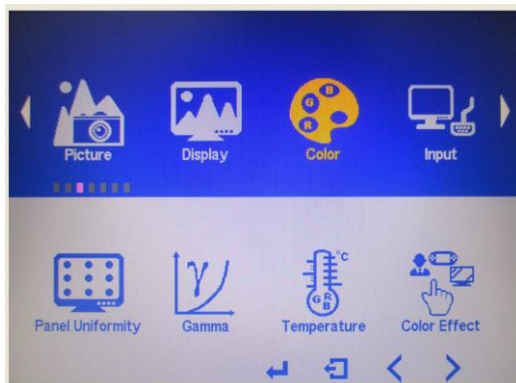 B
G
R
Picture
Display
Color
Input
°C
γ
G R
B
Panel Uniformity
Gamma
Temperature
Color Effect